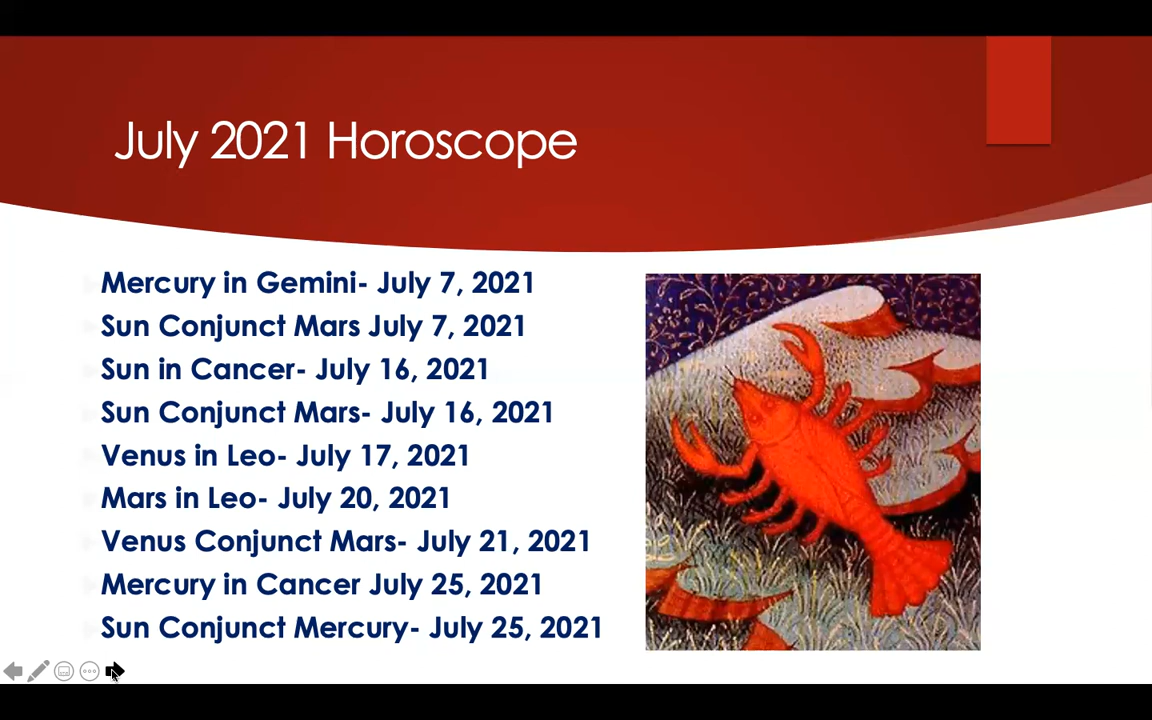 July 2021 Horoscope
Mercury in Gemini- July 7, 2021
Sun Conjunct Mars July 7, 2021
Sun in Cancer- July 16, 2021
Sun Conjunct Mars- July 16, 2021
Venus in Leo- July 17, 2021
Mars in Leo- July 20, 2021
Venus Conjunct Mars- July 21, 2021
Mercury in Cancer July 25, 2021
Sun Conjunct Mercury- July 25, 2021